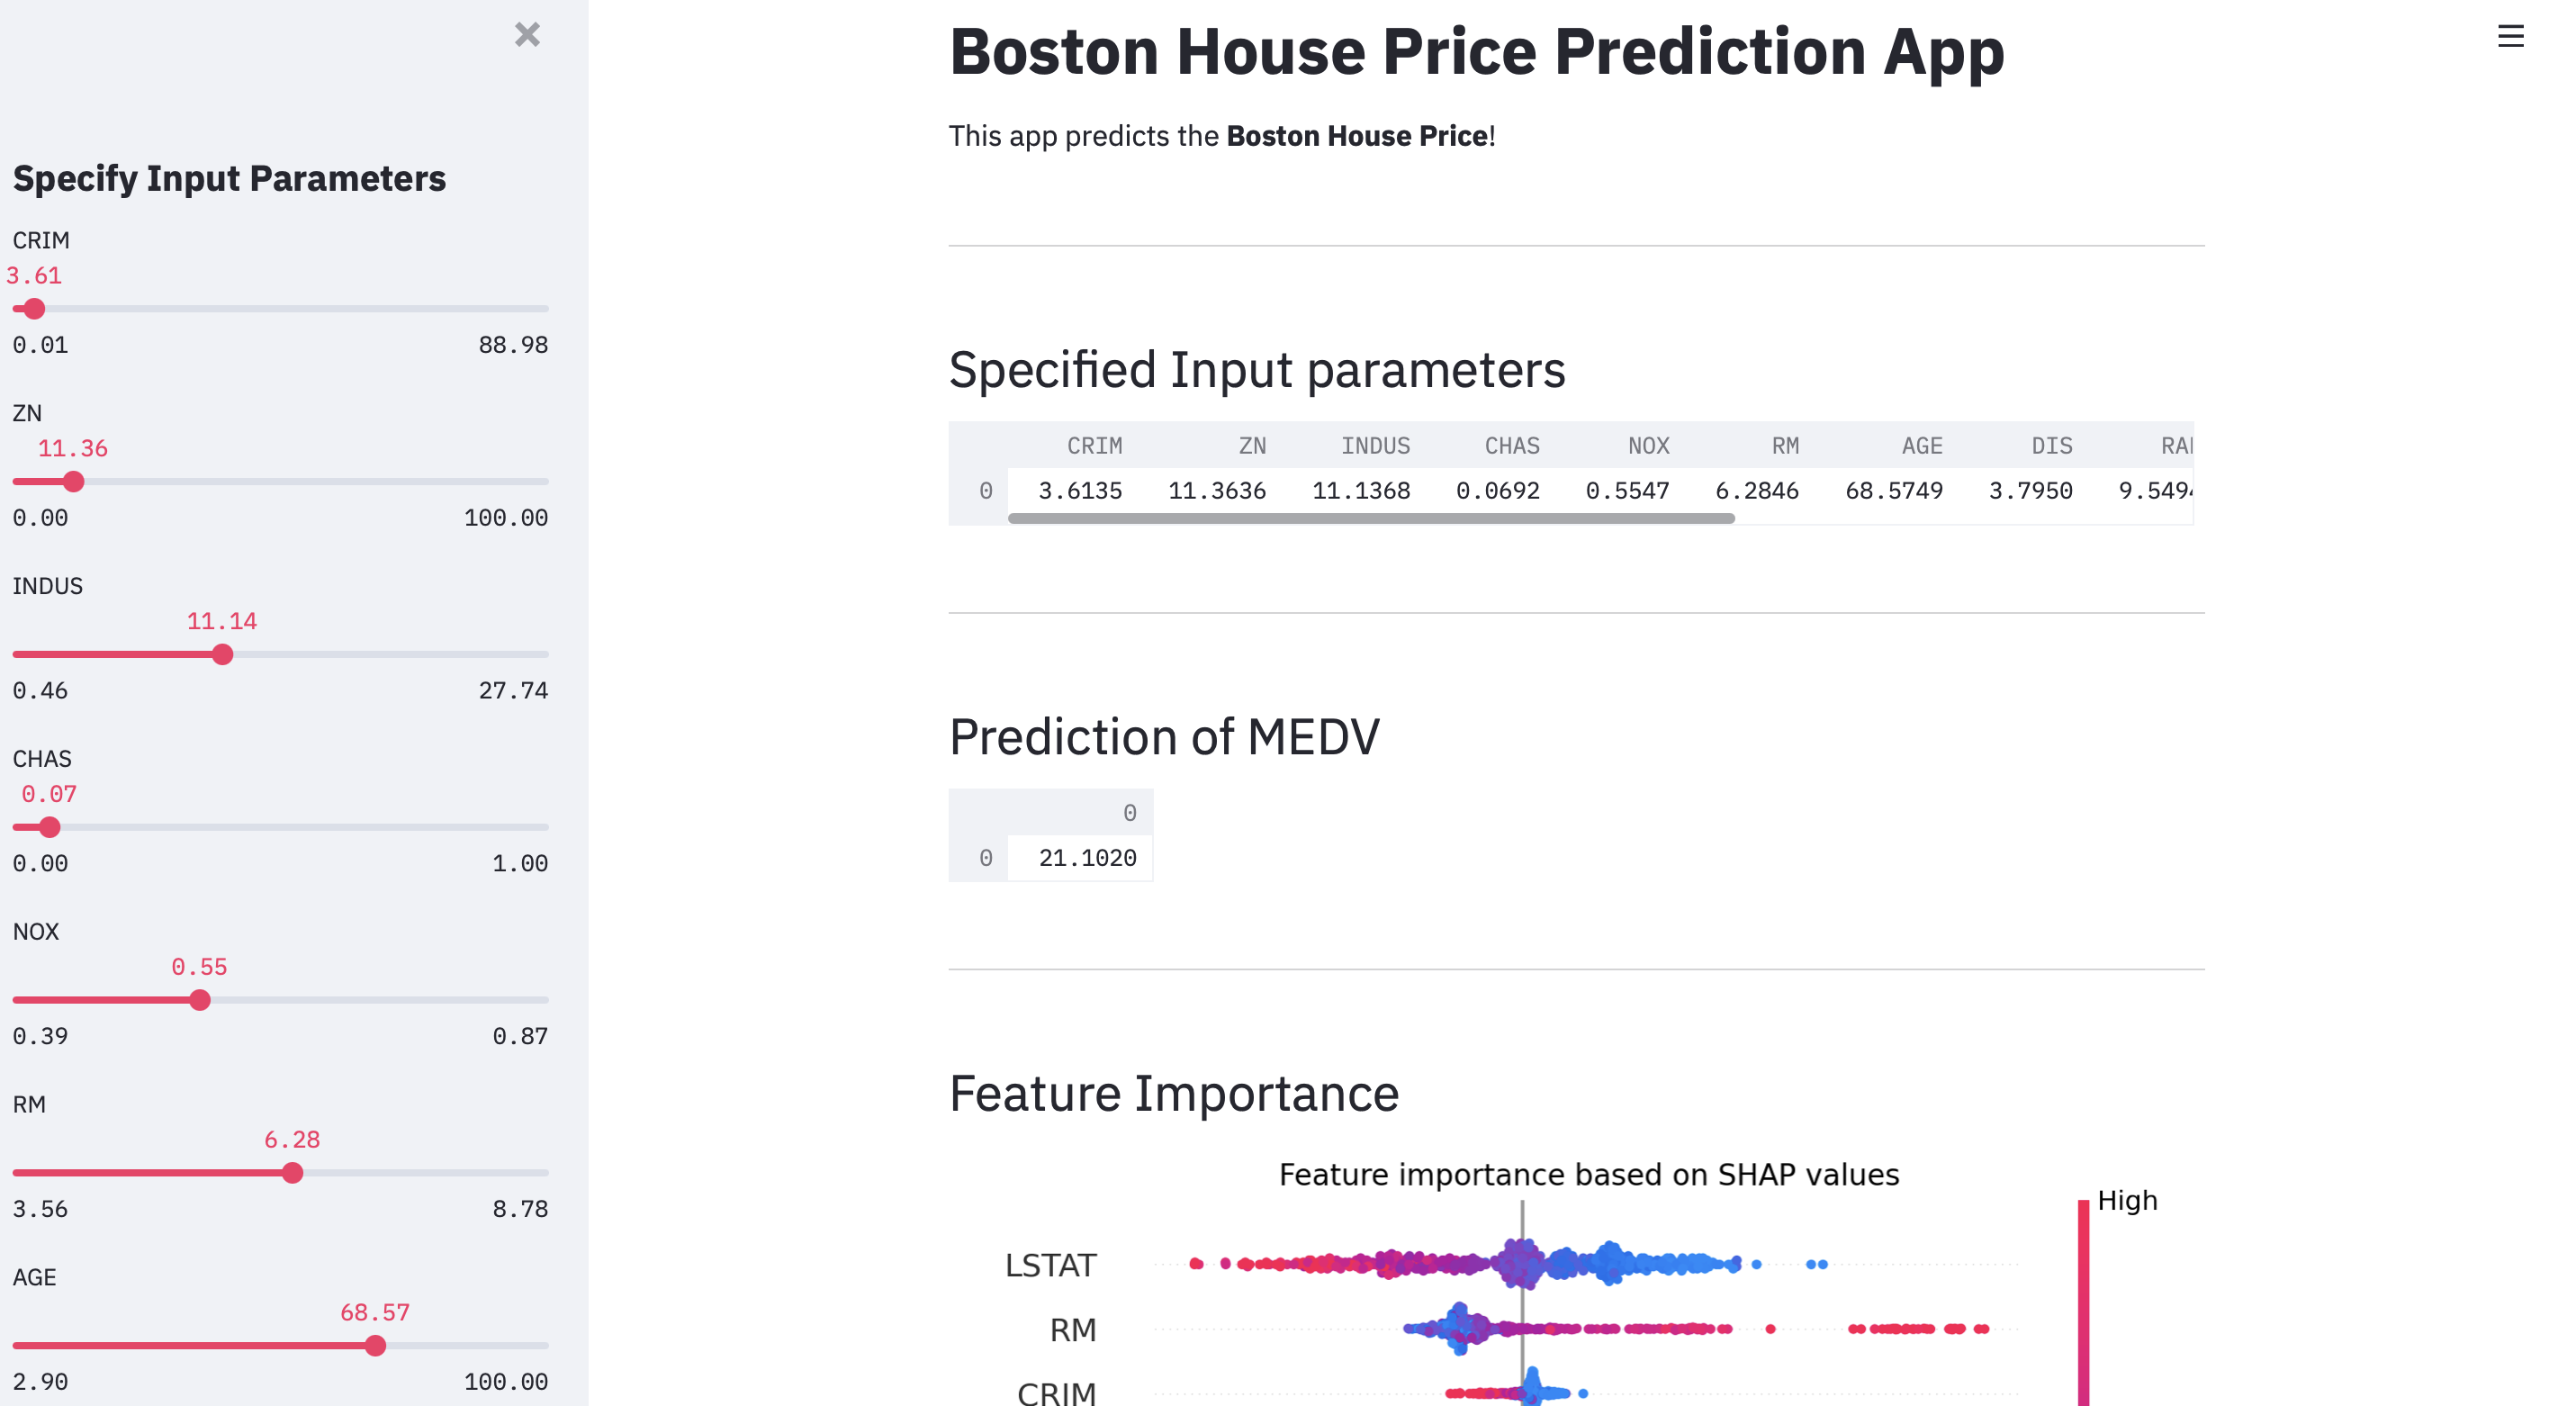 Specify Input Parameters
CRIM
3.61
0.01 88.98
ZN
11.36
0.00 100.00
INDUS
11.14
0.46 27.74
CHAS
0.07
0.00 1.00
NOX
0.55
0.39 0.87
RM
6.28
3.56 8.78
AGE
68.57
2.90 100.00
Boston House Price Prediction App
This app predicts the Boston House Price!
Specified Input parameters
CRIM ZN INDUS CHAS NOX RM AGE DIS
0 3.6135 11.3636 11.1368 0.0692 0.5547 6.2846 68.5749 3.7950
Prediction of MEDV
0
0 21.1020
Feature Importance
Feature importance based on SHAP values
High
LSTAT
RM
CRIM